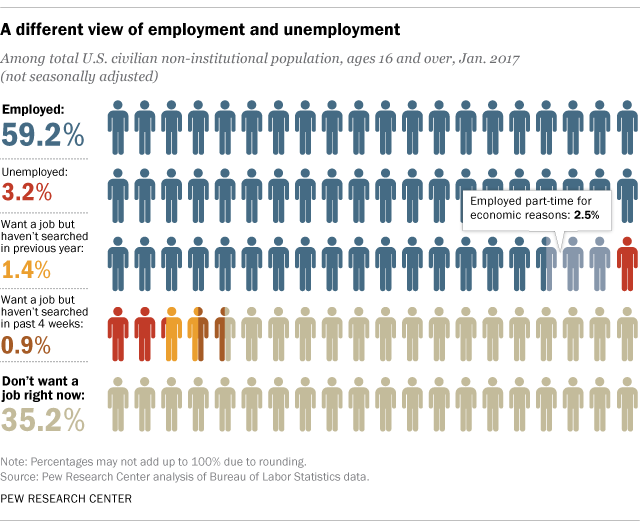 A different view of employment and unemployment
Among total U.S. civilian non-institutional population, ages 16 and over, Jan. 2017
(not seasonally adjusted)
Employed:
59.2%
Unemployed:
3.2%
Employed part-time for
economic reasons: 2.5%
Want a job but
haven't searched
in previous year:
1.4%
Want a job but
haven't searched
in past 4 weeks:
0.9%
Don't want a
job right now:
35.2%
Note: Percentages may not add up to 100% due to rounding.
Source: Pew Research Center analysis of Bureau of Labor Statistics data.
PEW RESEARCH CENTER